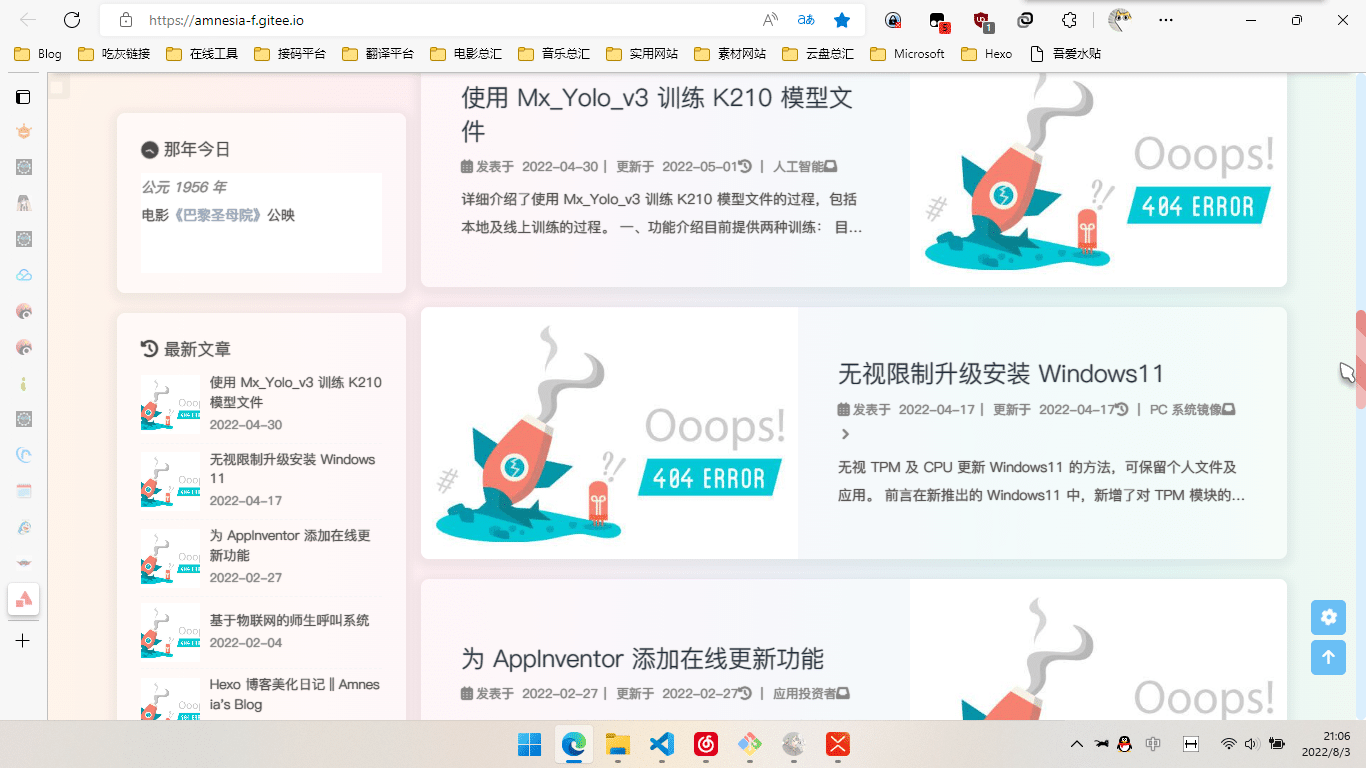 https://amnesia-f.gitee.io
Blog 吃灰链接 在线工具 接码平台 翻译平台 电影总汇 音乐总汇 实用网站 素材网站 云盘总汇 Microsoft Hexo 吾爱水贴
那年今日
公元 1956 年
电影《巴黎圣母院》公映
最新文章
使用 Mx_Yolo_v3 训练 K210
模型文件
2022-04-30
无视限制升级安装 Windows
11
2022-04-17
为 AppInventor 添加在线更
新功能
2022-02-27
基于物联网的师生呼叫系统
2022-02-04
Hexo 博客美化日记 || Amnes
ia's Blog
使用 Mx_Yolo_v3 训练 K210 模型文
件
发表于 2022-04-30 | 更新于 2022-05-01 | 人工智能
详细介绍了使用 Mx_Yolo_v3 训练 K210 模型文件的过程，包括
本地及线上训练的过程。 一、功能介绍目前提供两种训练： 目...
Ooops!
404 ERROR
Ooops!
404 ERROR
无视限制升级安装 Windows11
发表于 2022-04-17 | 更新于 2022-04-17 | PC 系统镜像
无视 TPM 及 CPU 更新 Windows11 的方法，可保留个人文件及
应用。 前言在新推出的 Windows11 中，新增了对 TPM 模块的...
为 AppInventor 添加在线更新功能
发表于 2022-02-27 | 更新于 2022-02-27 | 应用投资者
Ooops!
404 ERROR
21:06
2022/8/3